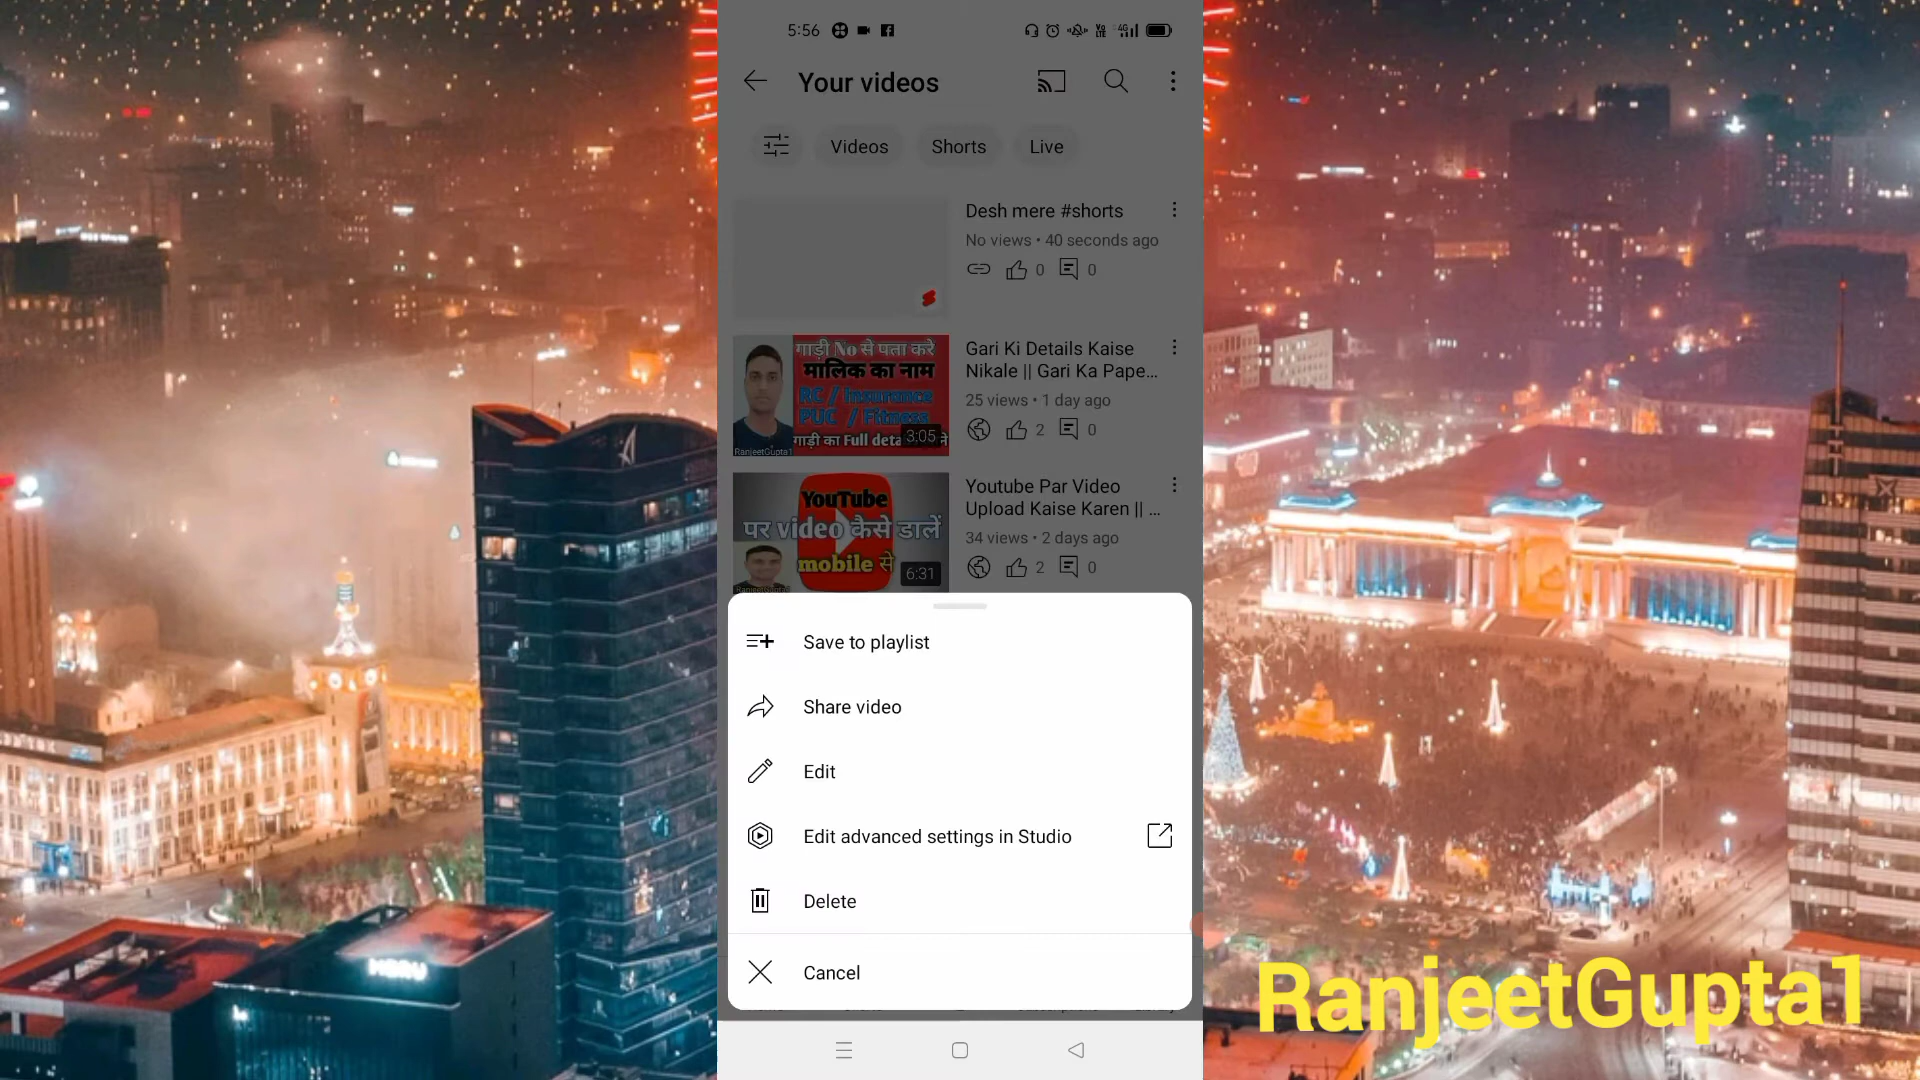 5:56
Your videos
Videos
Shorts
Live
Desh mere #shorts
No views • 40 seconds ago
0
0
गाड़ी No से पता करें
मालिक का नाम
RC / Insurance
PUC / Fitness
गाड़ी का Full deta
3:05
RanjeetGupta1
Gari Ki Details Kaise
Nikale || Gari Ka Pape...
25 views • 1 day ago
2
0
YouTube
पर video कैसे डालें
mobile से
6:31
Youtube Par Video
Upload Kaise Karen || ...
34 views • 2 days ago
2
0
Save to playlist
Share video
Edit
Edit advanced settings in Studio
Delete
Cancel
RanjeetGupta1